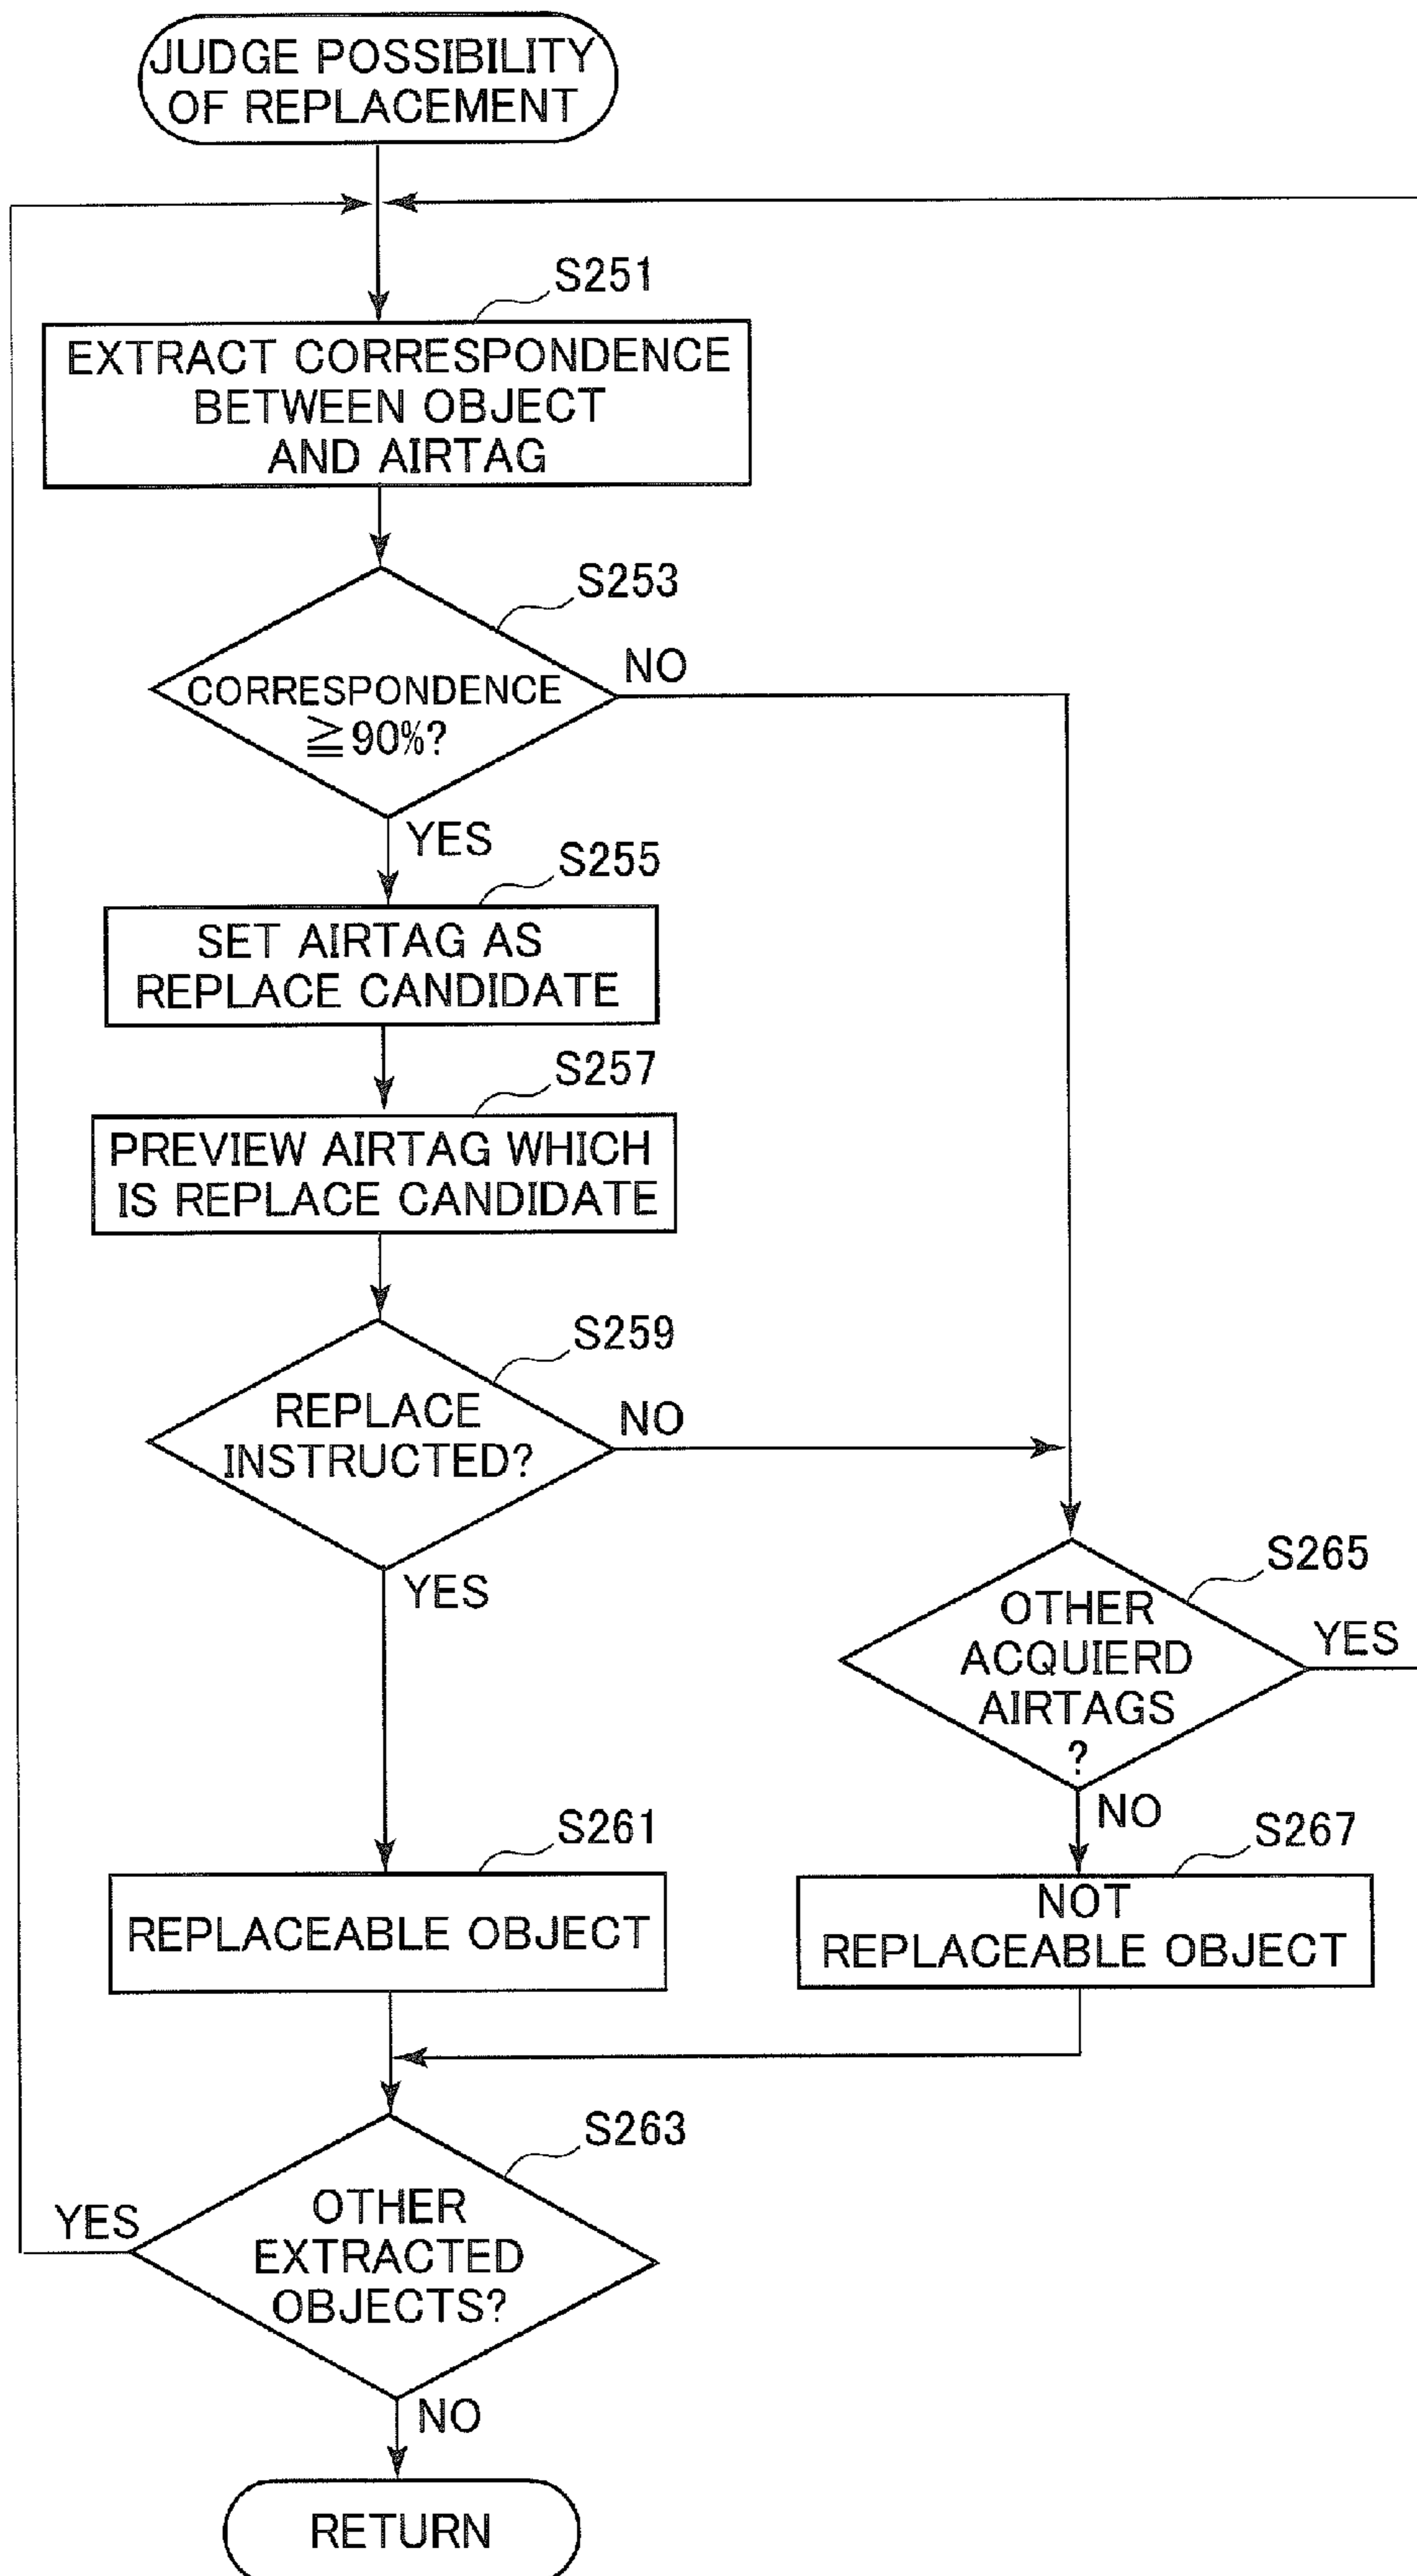 JUDGE POSSIBILITY
OF REPLACEMENT
S251
EXTRACT CORRESPONDENCE
BETWEEN OBJECT
AND AIRTAG
S253
CORRESPONDENCE
≧90%?
NO
YES
S255
SET AIRTAG AS
REPLACE CANDIDATE
S257
PREVIEW AIRTAG WHICH
IS REPLACE CANDIDATE
S259
REPLACE
INSTRUCTED?
NO
YES
S265
OTHER
ACQUIERD
AIRTAGS
?
YES
NO
S261
REPLACEABLE OBJECT
S267
NOT
REPLACEABLE OBJECT
S263
OTHER
EXTRACTED
OBJECTS?
YES
NO
RETURN